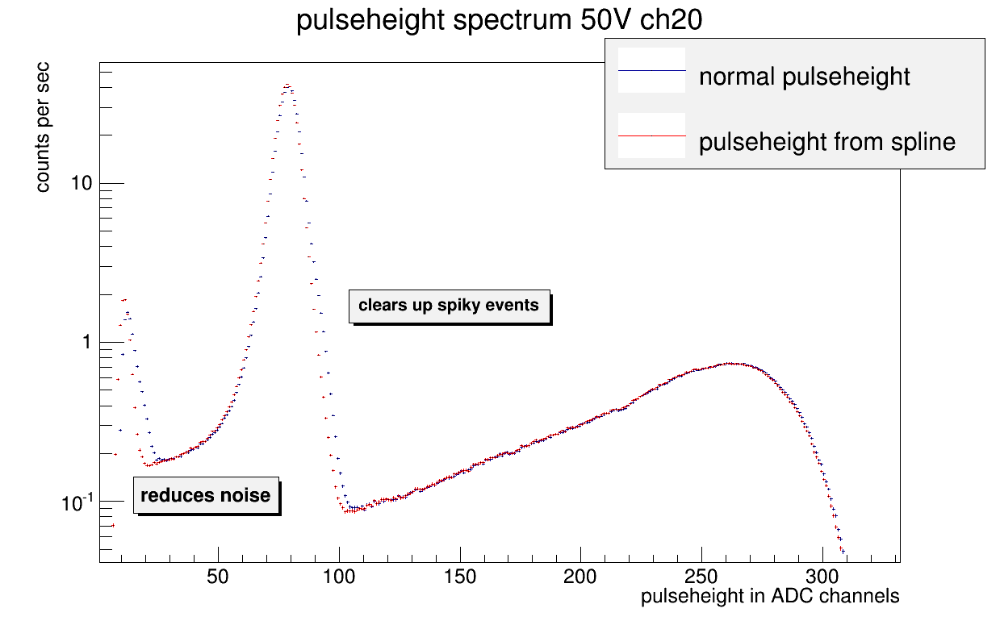 pulseheight spectrum 50V ch20
counts per sec
normal pulseheight
pulseheight from spline
10
1
10-1
clears up spiky events
reduces noise
50 100 150 200 250 300
pulseheight in ADC channels